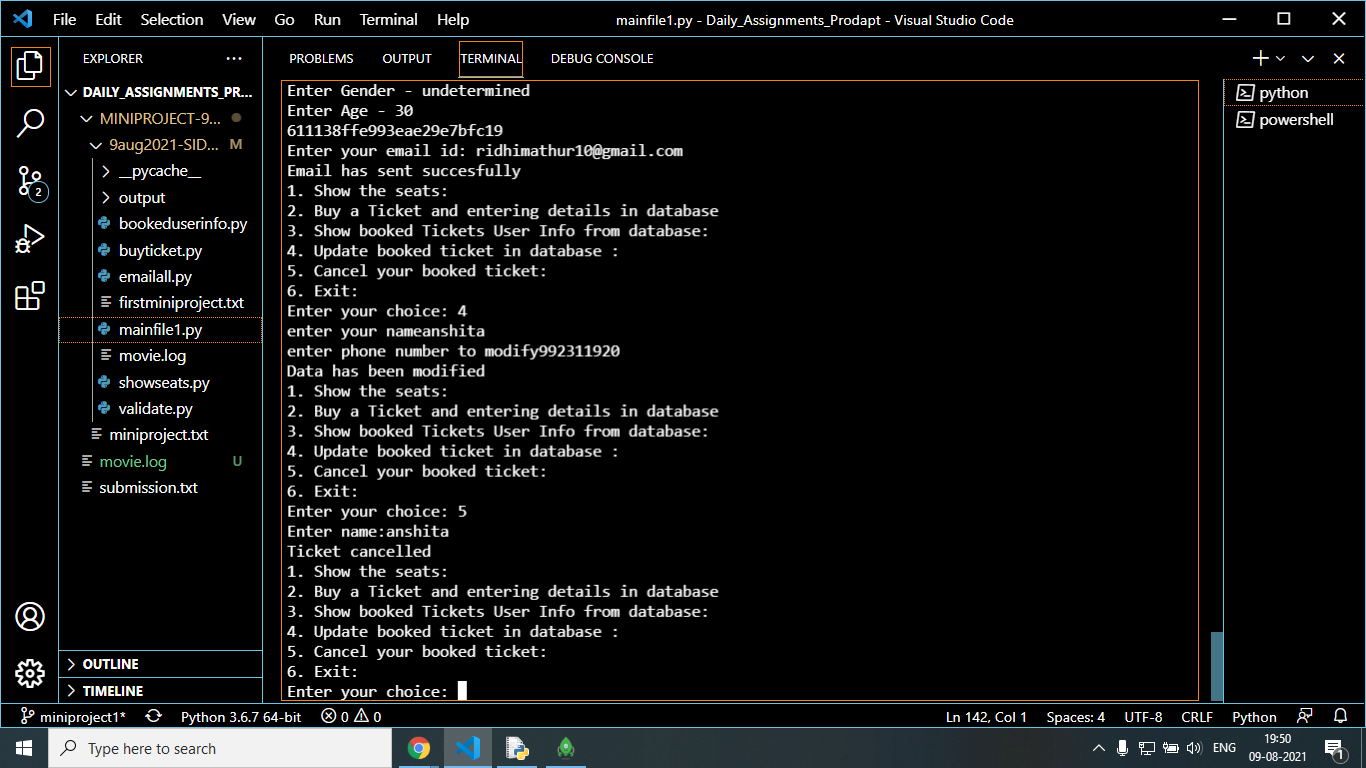 File Edit Selection View Go Run Terminal Help
mainfile1.py - Daily_Assignments_Prodapt - Visual Studio Code
EXPLORER
DAILY_ASSIGNMENTS_PR...
MINIPROJECT-9...
9aug2021-SID... M
__pycache__
output
bookeduserinfo.py
buyticket.py
emailall.py
firstminiproject.txt
mainfile1.py
movie.log
showseats.py
validate.py
miniproject.txt
movie.log U
submission.txt
OUTLINE
TIMELINE
2
PROBLEMS OUTPUT TERMINAL DEBUG CONSOLE
Enter Gender - undetermined
Enter Age - 30
611138ffe993eae29e7bfc19
Enter your email id: ridhimathur10@gmail.com
Email has sent succesfully
1. Show the seats:
2. Buy a Ticket and entering details in database
3. Show booked Tickets User Info from database:
4. Update booked ticket in database :
5. Cancel your booked ticket:
6. Exit:
Enter your choice: 4
enter your nameanshita
enter phone number to modify992311920
Data has been modified
1. Show the seats:
2. Buy a Ticket and entering details in database
3. Show booked Tickets User Info from database:
4. Update booked ticket in database :
5. Cancel your booked ticket:
6. Exit:
Enter your choice: 5
Enter name:anshita
Ticket cancelled
1. Show the seats:
2. Buy a Ticket and entering details in database
3. Show booked Tickets User Info from database:
4. Update booked ticket in database :
5. Cancel your booked ticket:
6. Exit:
Enter your choice:
python
powershell
miniproject1* Python 3.6.7 64-bit 0 0 Ln 142, Col 1 Spaces: 4 UTF-8 CRLF Python
Type here to search
ENG
19:50
09-08-2021
1